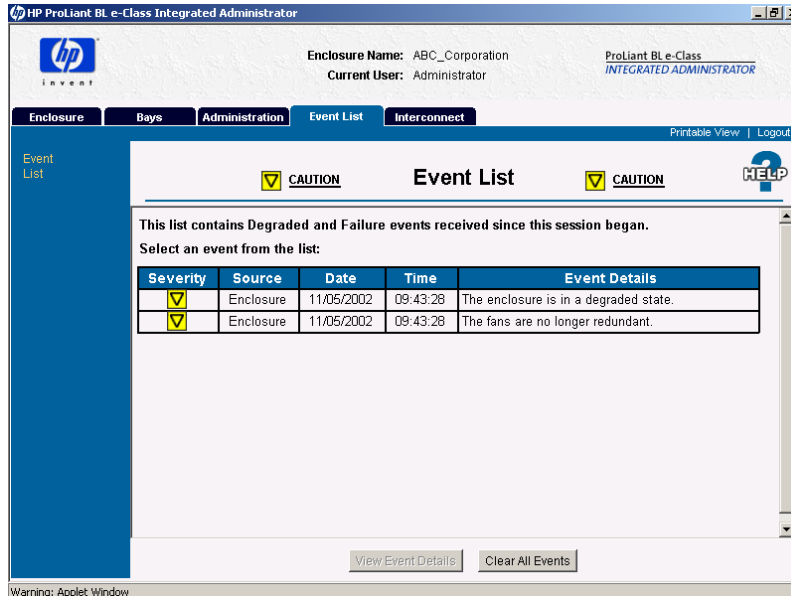 HP ProLiant BL e-Class Integrated Administrator
hp
invent
Enclosure Name: ABC_Corporation
Current User: Administrator
ProLiant BL e-Class
INTEGRATED ADMINISTRATOR
Enclosure Bays Administration Event List Interconnect
Printable View | Logout
Event
List
CAUTION Event List CAUTION
HELP
This list contains Degraded and Failure events received since this session began.
Select an event from the list:
Severity Source Date Time Event Details
Enclosure 11/05/2002 09:43:28 The enclosure is in a degraded state.
Enclosure 11/05/2002 09:43:28 The fans are no longer redundant.
View Event Details Clear All Events
Warning: Applet Window